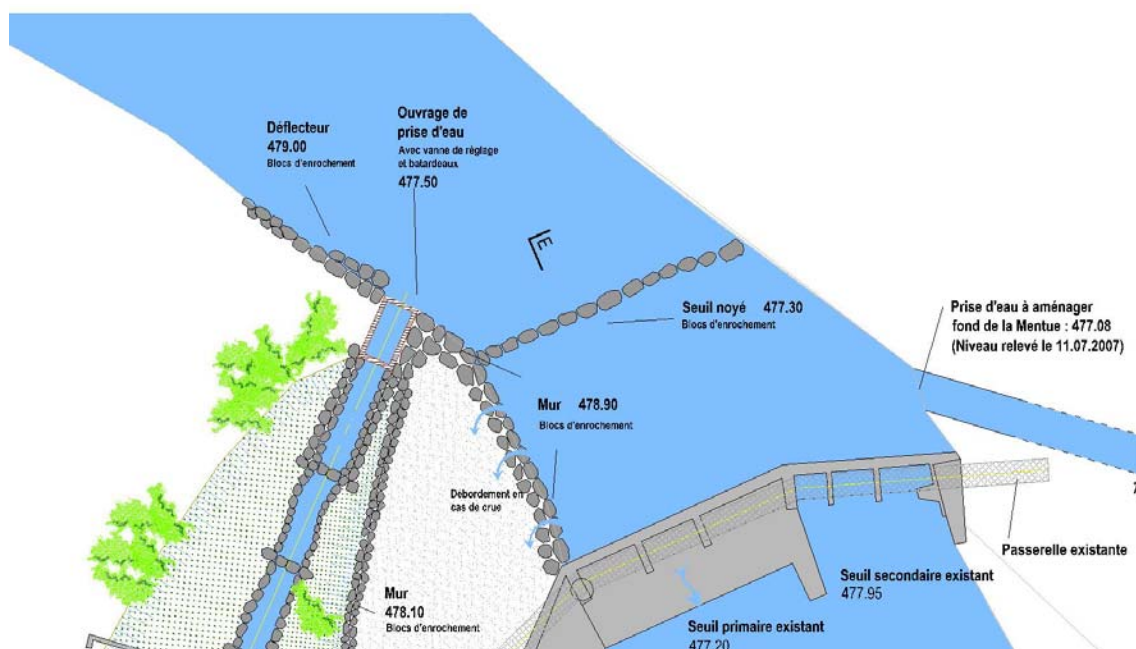 Déflecteur
479.00
Blocs d'enrochement
Ouvrage de
prise d'eau
Avec vanne de règlage
et batardeaux
477.50
E
Seuil noyé 477.30
Blocs d'enrochement
Prise d'eau à aménager
fond de la Mentue : 477.08
(Niveau relevé le 11.07.2007)
Mur 478.90
Blocs d'enrochement
Débordement en
cas de crue
Passerelle existante
Seuil secondaire existant
477.95
Mur
478.10
Blocs d'enrochement
Seuil primaire existant
477.20